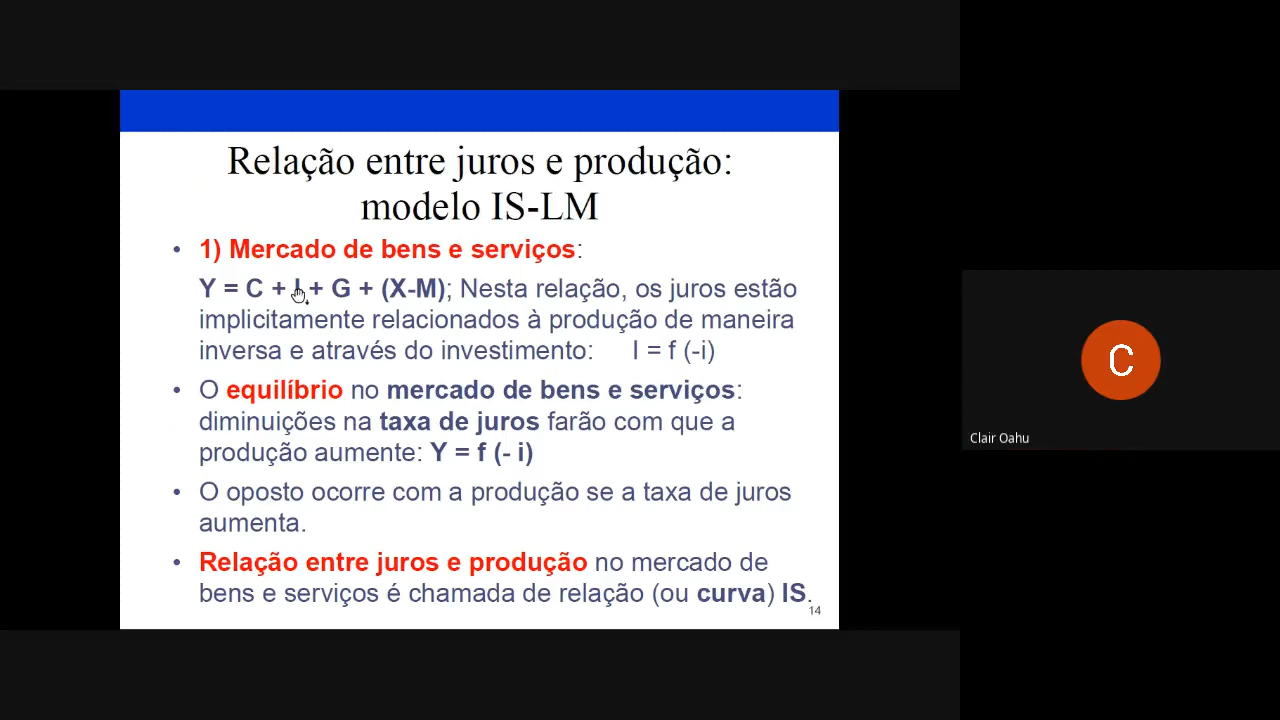 Relação entre juros e produção:
modelo IS-LM
• 1) Mercado de bens e serviços:
Y = C + I + G + (X-M); Nesta relação, os juros estão
implicitamente relacionados à produção de maneira
inversa e através do investimento: I = f (-i)
• O equilíbrio no mercado de bens e serviços:
diminuições na taxa de juros farão com que a
produção aumente: Y = f (- i)
• O oposto ocorre com a produção se a taxa de juros
aumenta.
• Relação entre juros e produção no mercado de
bens e serviços é chamada de relação (ou curva) IS.
14
C
Clair Oahu